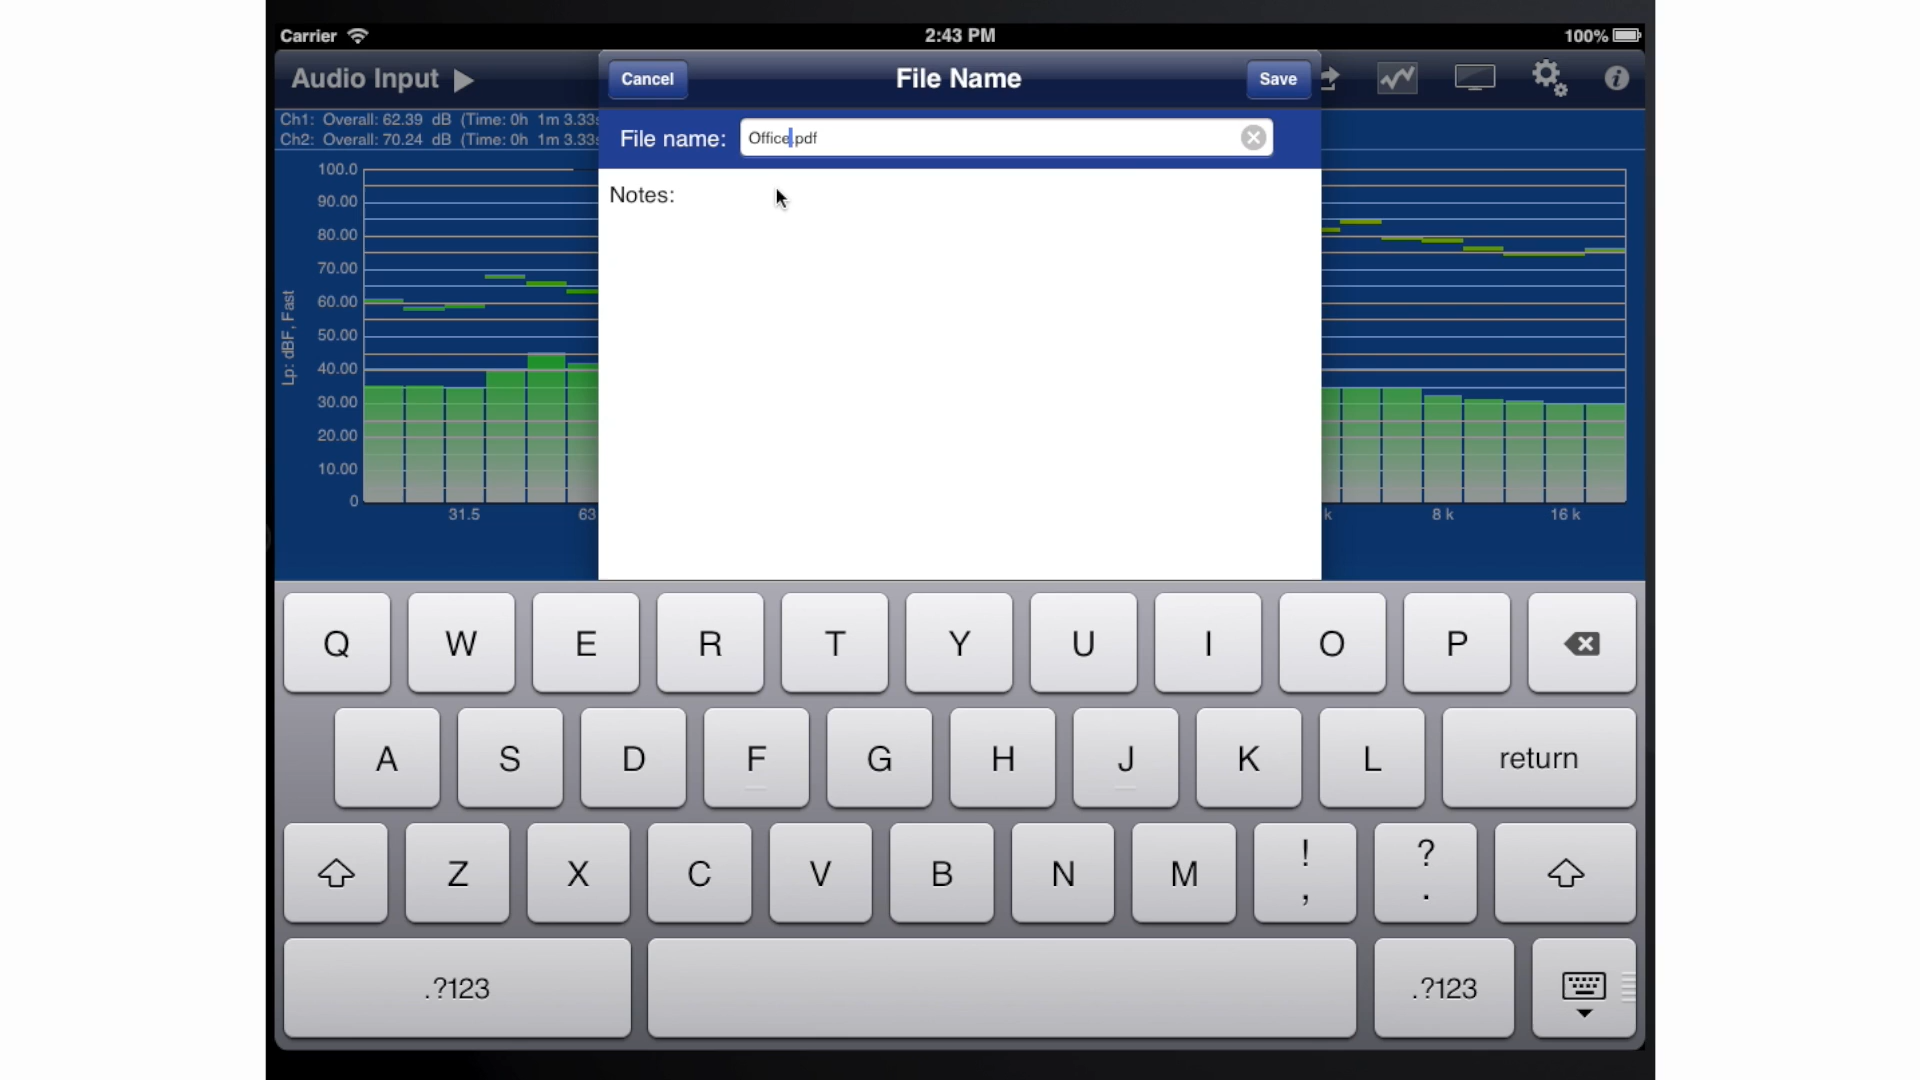 Carrier
2:43 PM
100%
Audio Input
Cancel
File Name
Save
Ch1: Overall: 62.39 dB (Time: 0h 1m 3.33s
Ch2: Overall: 70.24 dB (Time: 0h 1m 3.33s
File name:
Office.pdf
Notes:
Lp: dBF, Fast
100.0
90.00
80.00
70.00
60.00
50.00
40.00
30.00
20.00
10.00
0
31.5
63
k
8 k
16 k
Q W E R T Y U I O P
A S D F G H J K L return
Z X C V B N M ! , ? .
.?123
.?123